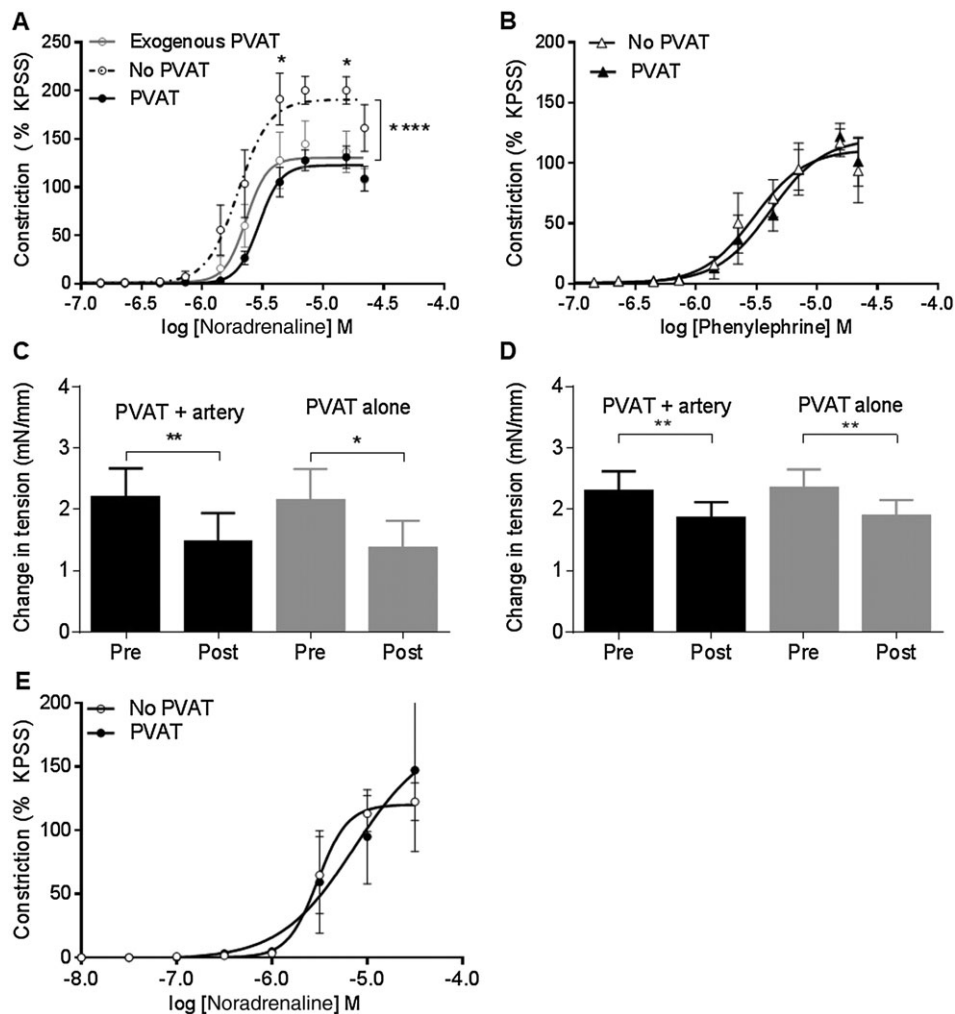 A
Constriction (% KPSS)
250
200
150
100
50
0
Exogenous PVAT
No PVAT
PVAT
*
*
****
-7.0 -6.5 -6.0 -5.5 -5.0 -4.5 -4.0
log [Noradrenaline] M
B
Constriction (% KPSS)
200
150
100
50
0
No PVAT
PVAT
-7.0 -6.5 -6.0 -5.5 -5.0 -4.5 -4.0
log [Phenylephrine] M
C
Change in tension (mN/mm)
4
3
2
1
0
PVAT + artery
**
PVAT alone
*
Pre Post Pre Post
D
Change in tension (mN/mm)
4
3
2
1
0
PVAT + artery
**
PVAT alone
**
Pre Post Pre Post
E
Constriction (% KPSS)
200
150
100
50
0
No PVAT
PVAT
-8.0 -7.0 -6.0 -5.0 -4.0
log [Noradrenaline] M